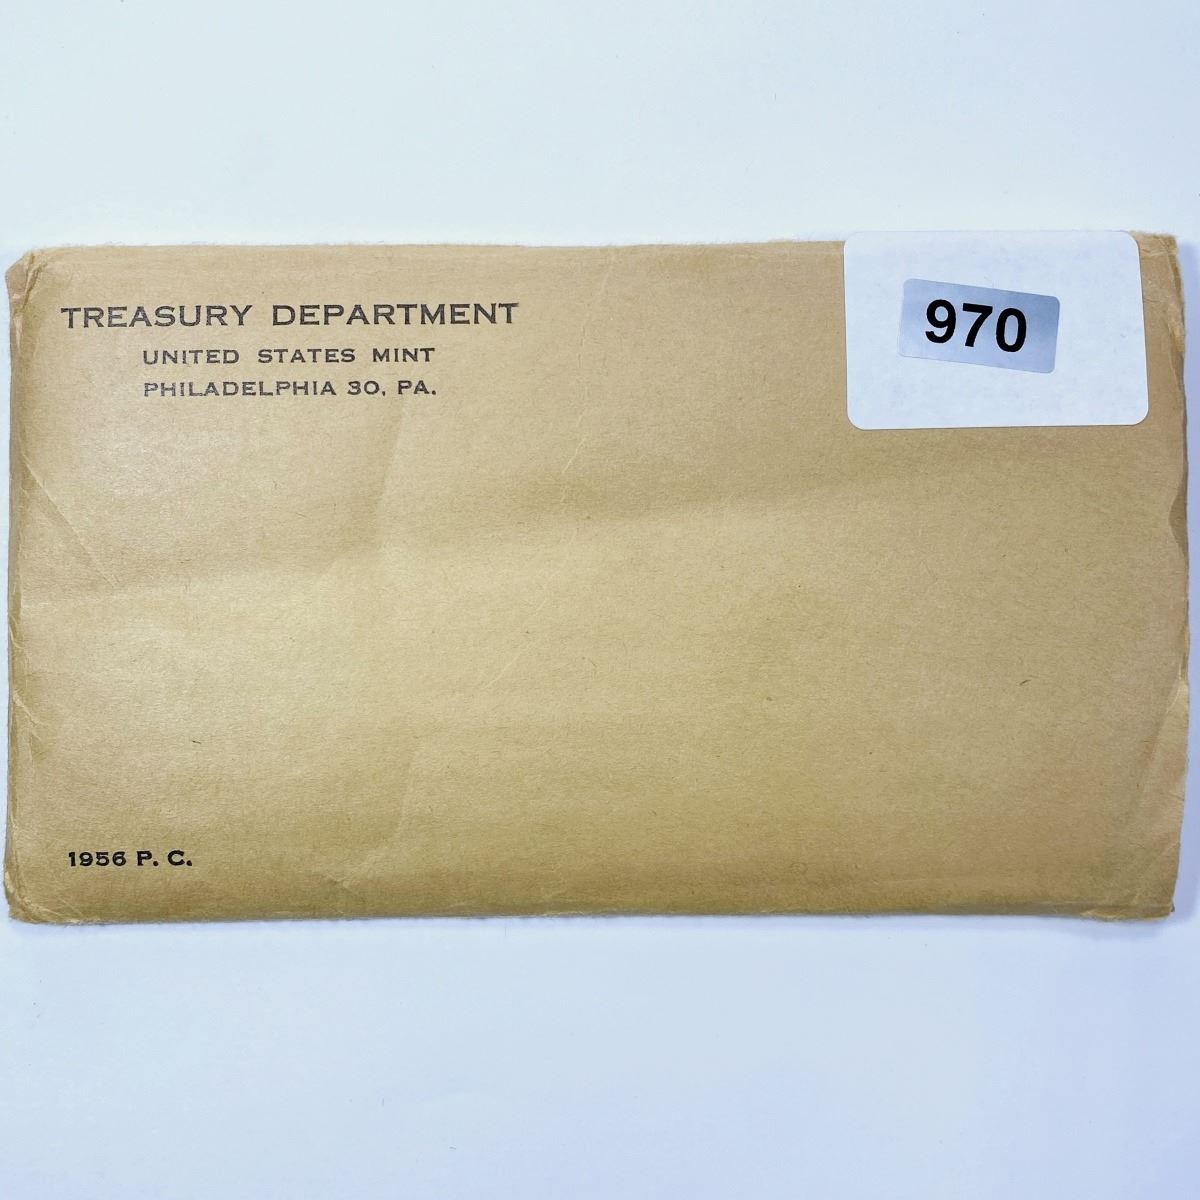 TREASURY DEPARTMENT
UNITED STATES MINT
PHILADELPHIA 30, PA.
970
1956 P. C.